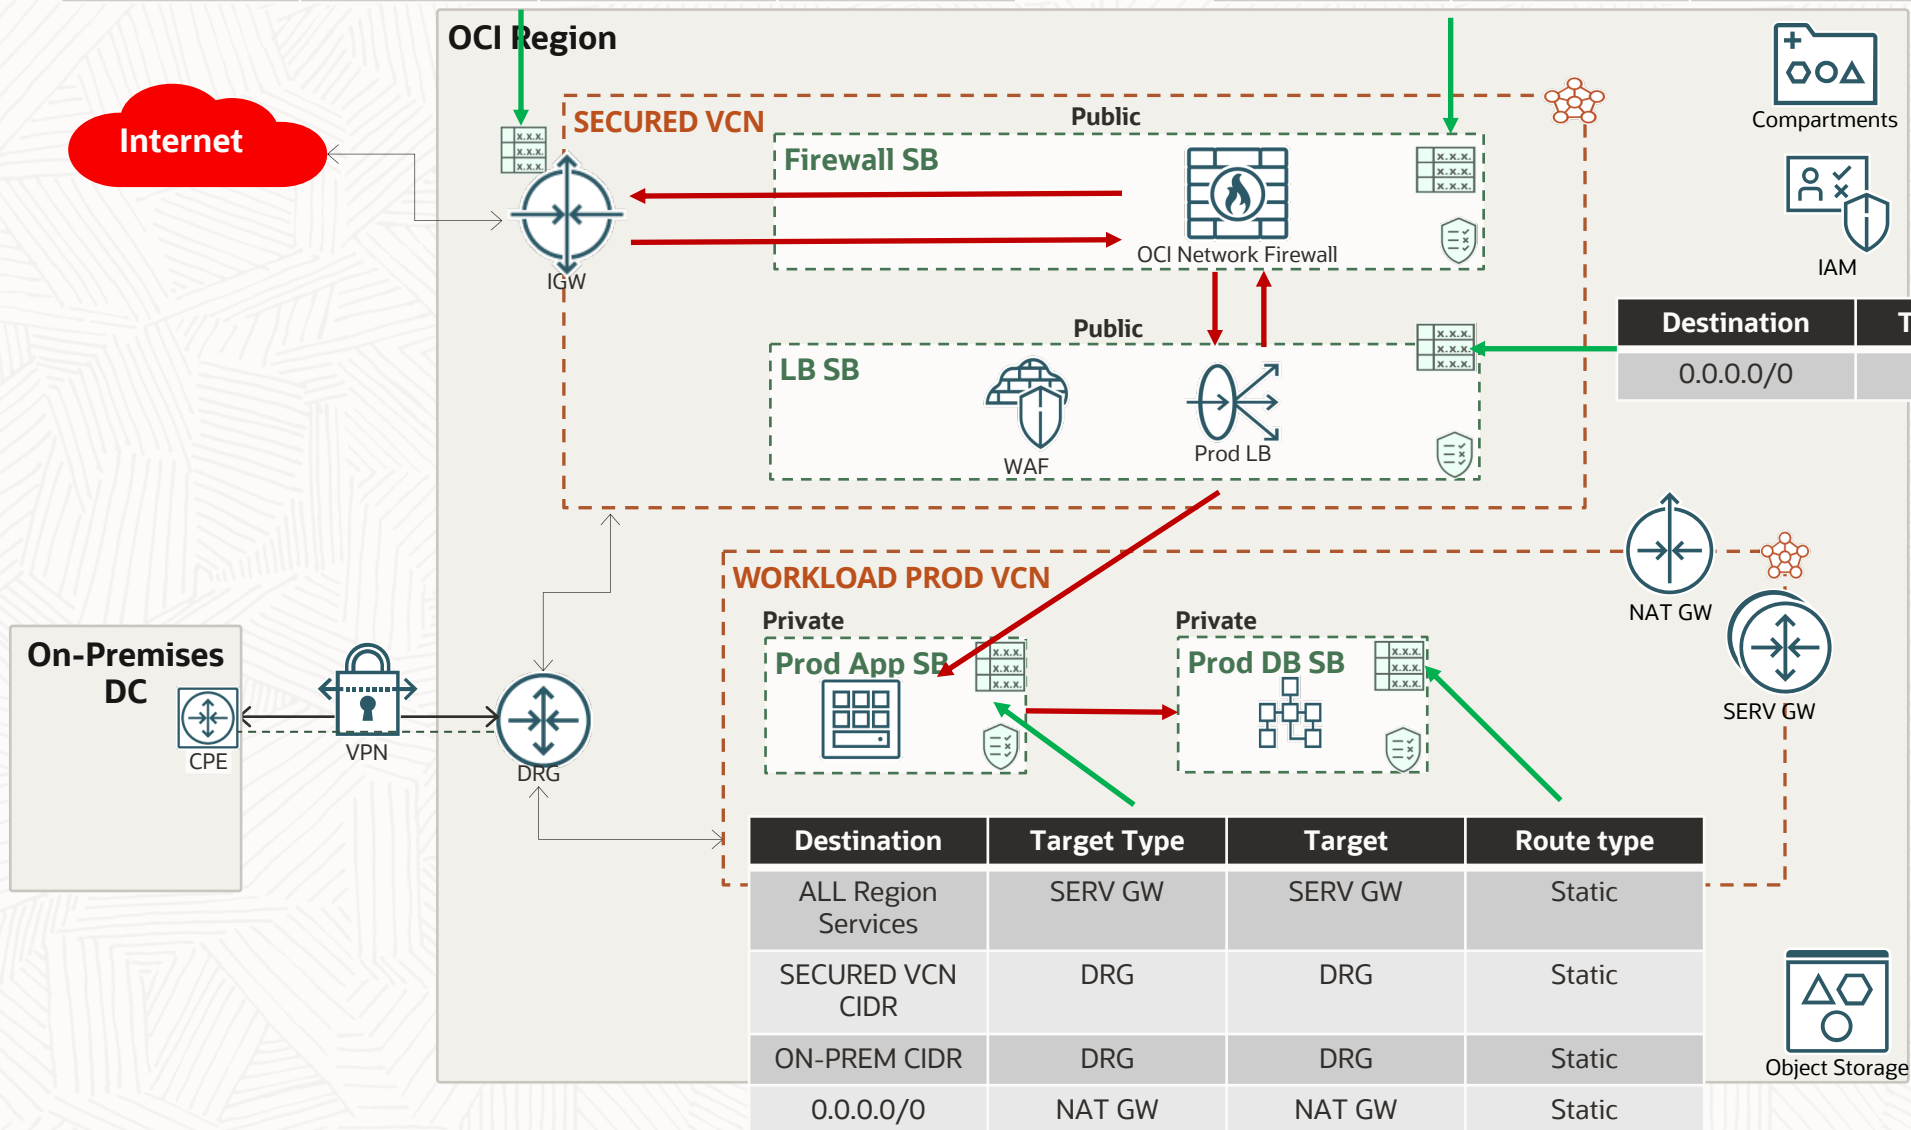 OCI Region
Internet
SECURED VCN
Public
Firewall SB
x.x.x.
x.x.x.
x.x.x.
x.x.x.
x.x.x.
x.x.x.
OCI Network Firewall
IGW
Compartments
IAM
Public
LB SB
x.x.x.
x.x.x.
x.x.x.
WAF
Prod LB
Destination T
0.0.0.0/0
WORKLOAD PROD VCN
NAT GW
SERV GW
Private
Prod App SB
x.x.x.
x.x.x.
x.x.x.
Private
Prod DB SB
x.x.x.
x.x.x.
x.x.x.
On-Premises
DC
CPE
VPN
DRG
Destination Target Type Target Route type
ALL Region SERV GW SERV GW Static
Services
SECURED VCN DRG DRG Static
CIDR
ON-PREM CIDR DRG DRG Static
0.0.0.0/0 NAT GW NAT GW Static
Object Storage